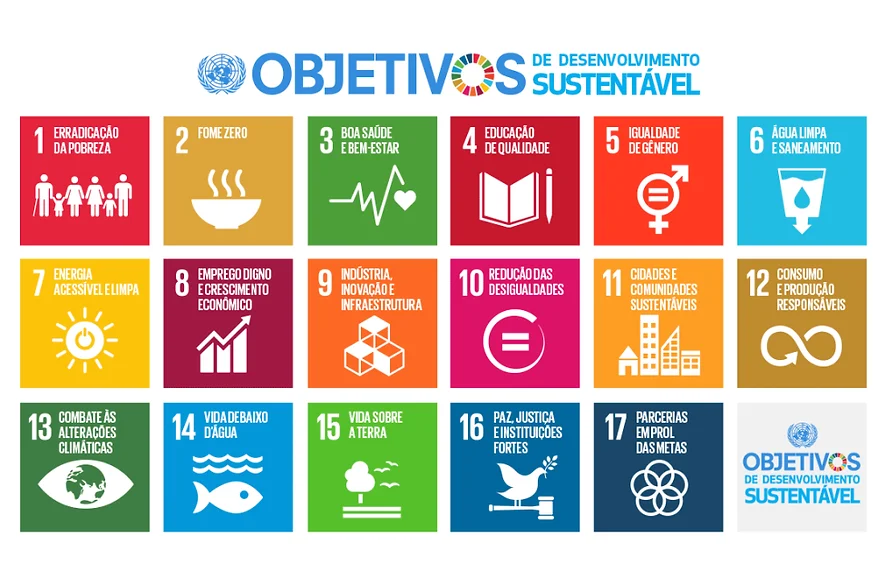 OBJETIVOS
DE DESENVOLVIMENTO
SUSTENTÁVEL
1 ERRADICAÇÃO
DA POBREZA
2 FOME ZERO
3 BOA SAÚDE
E BEM-ESTAR
4 EDUCAÇÃO
DE QUALIDADE
5 IGUALDADE
DE GÊNERO
6 ÁGUA LIMPA
E SANEAMENTO
7 ENERGIA
ACESSÍVEL E LIMPA
8 EMPREGO DIGNO
E CRESCIMENTO
ECONÔMICO
9 INDÚSTRIA,
INOVAÇÃO E
INFRAESTRUTURA
10 REDUÇÃO DAS
DESIGUALDADES
11 CIDADES E
COMUNIDADES
SUSTENTÁVEIS
12 CONSUMO
E PRODUÇÃO
RESPONSÁVEIS
13 COMBATE ÀS
ALTERAÇÕES
CLIMÁTICAS
14 VIDA DEBAIXO
D'ÁGUA
15 VIDA SOBRE
A TERRA
16 PAZ, JUSTIÇA
E INSTITUIÇÕES
FORTES
17 PARCERIAS
EM PROL
DAS METAS
OBJETIVOS
DE DESENVOLVIMENTO
SUSTENTÁVEL